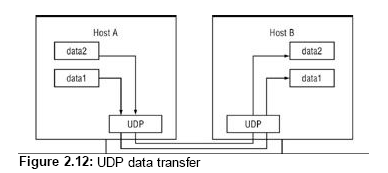 Host A
Host B
data2
data2
data1
data1
UDP
UDP
Figure 2.12: UDP data transfer